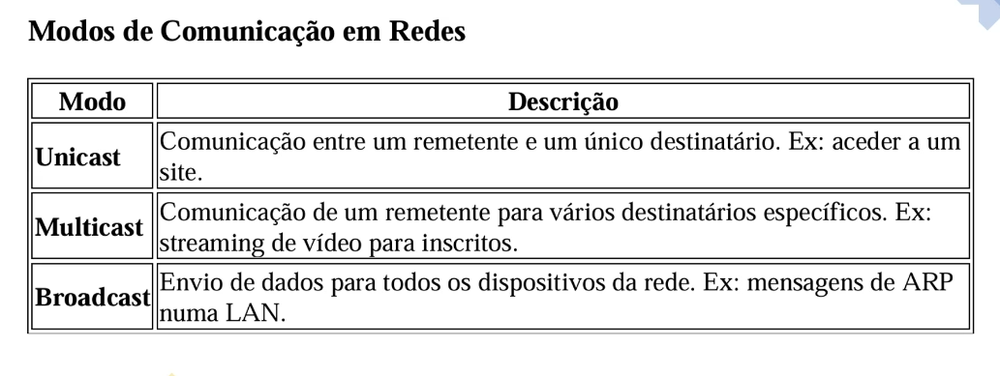 Modos de Comunicação em Redes
Modo
Descrição
Unicast
Comunicação entre um remetente e um único destinatário. Ex: aceder a um
site.
Multicast
Comunicação de um remetente para vários destinatários específicos. Ex:
streaming de vídeo para inscritos.
Broadcast
Envio de dados para todos os dispositivos da rede. Ex: mensagens de ARP
numa LAN.